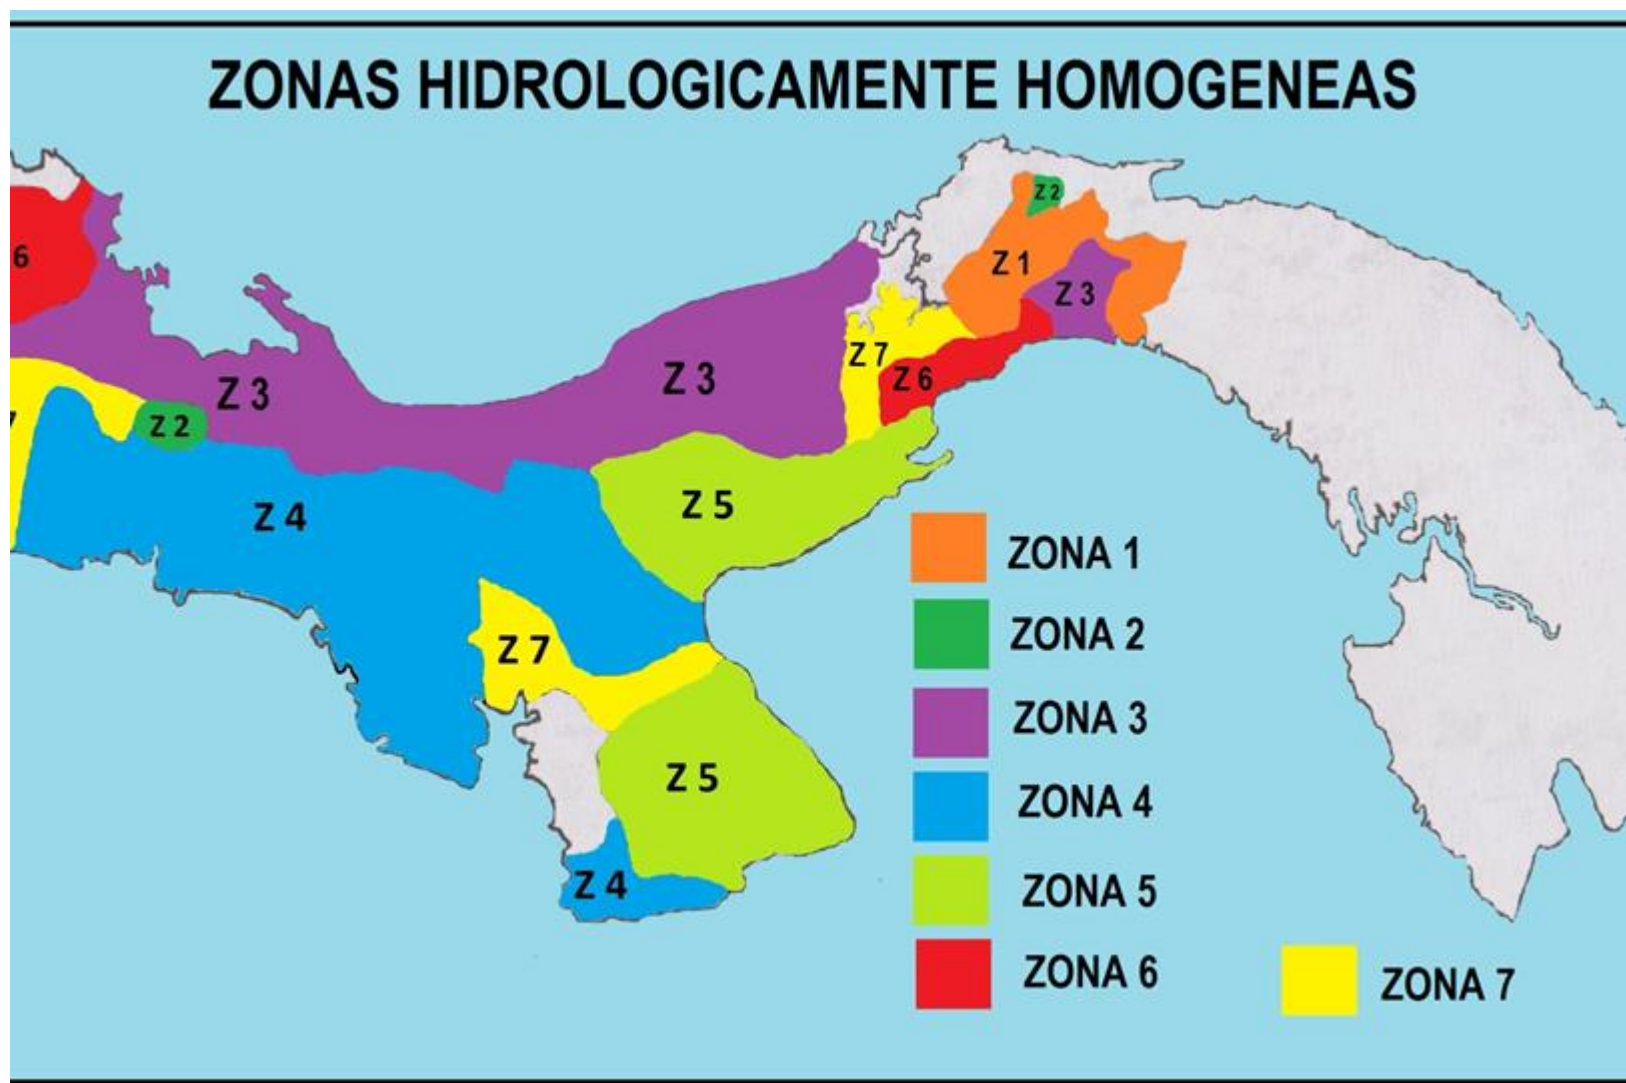 ZONAS HIDROLOGICAMENTE HOMOGENEAS
Z 2
6
Z 1
Z 3
Z 7
Z 3
Z 6
Z 3
7
Z 2
Z 5
Z 4
ZONA 1
ZONA 2
Z 7
ZONA 3
Z 5
ZONA 4
Z 4
ZONA 5
ZONA 6
ZONA 7